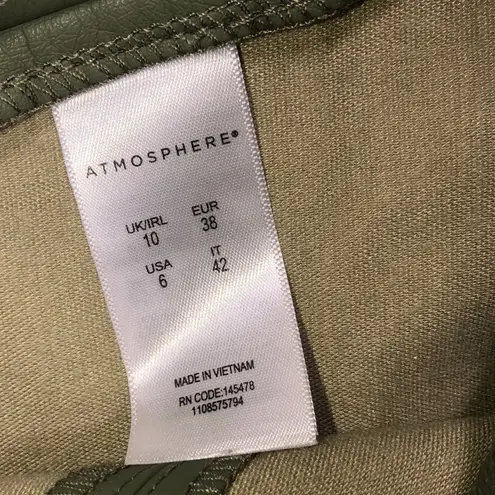 ATMOSPHERE®
UK/IRL EUR
10 38
USA IT
6 42
MADE IN VIETNAM
RN CODE:145478
1108575794